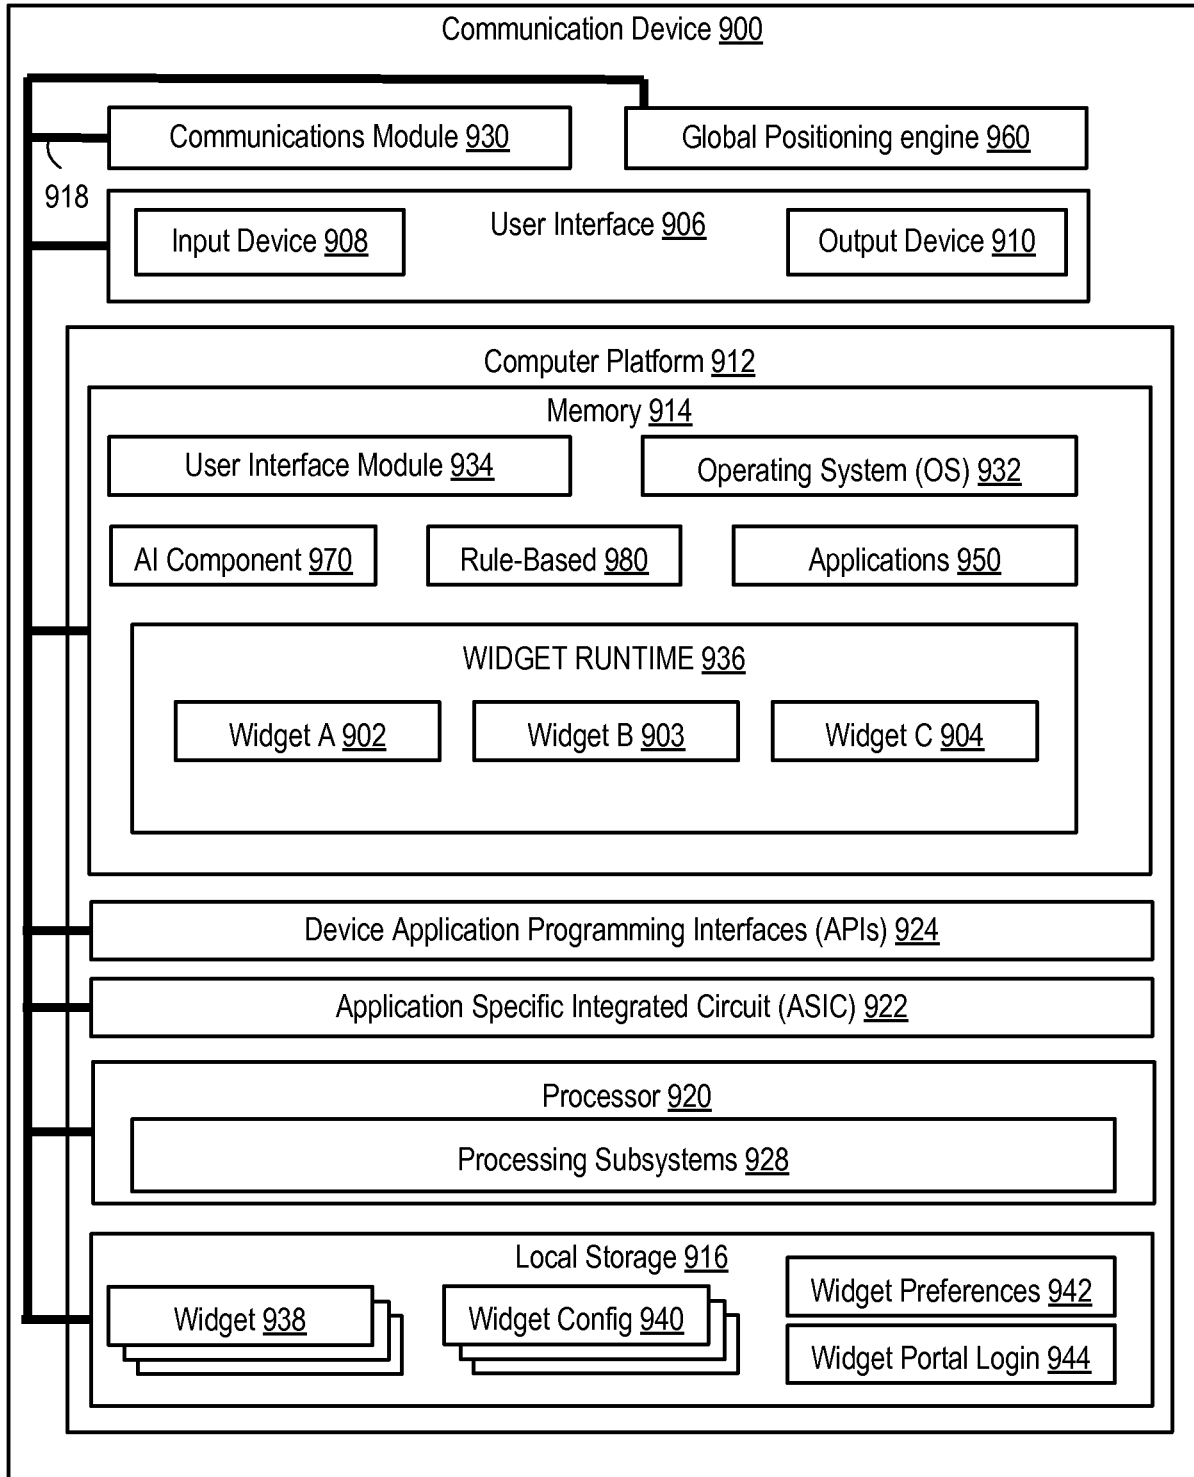 Communication Device 900
Communications Module 930
Global Positioning engine 960
918
User Interface 906
Input Device 908
Output Device 910
Computer Platform 912
Memory 914
User Interface Module 934
Operating System (OS) 932
AI Component 970
Rule-Based 980
Applications 950
WIDGET RUNTIME 936
Widget A 902
Widget B 903
Widget C 904
Device Application Programming Interfaces (APIs) 924
Application Specific Integrated Circuit (ASIC) 922
Processor 920
Processing Subsystems 928
Local Storage 916
Widget 938
Widget Config 940
Widget Preferences 942
Widget Portal Login 944